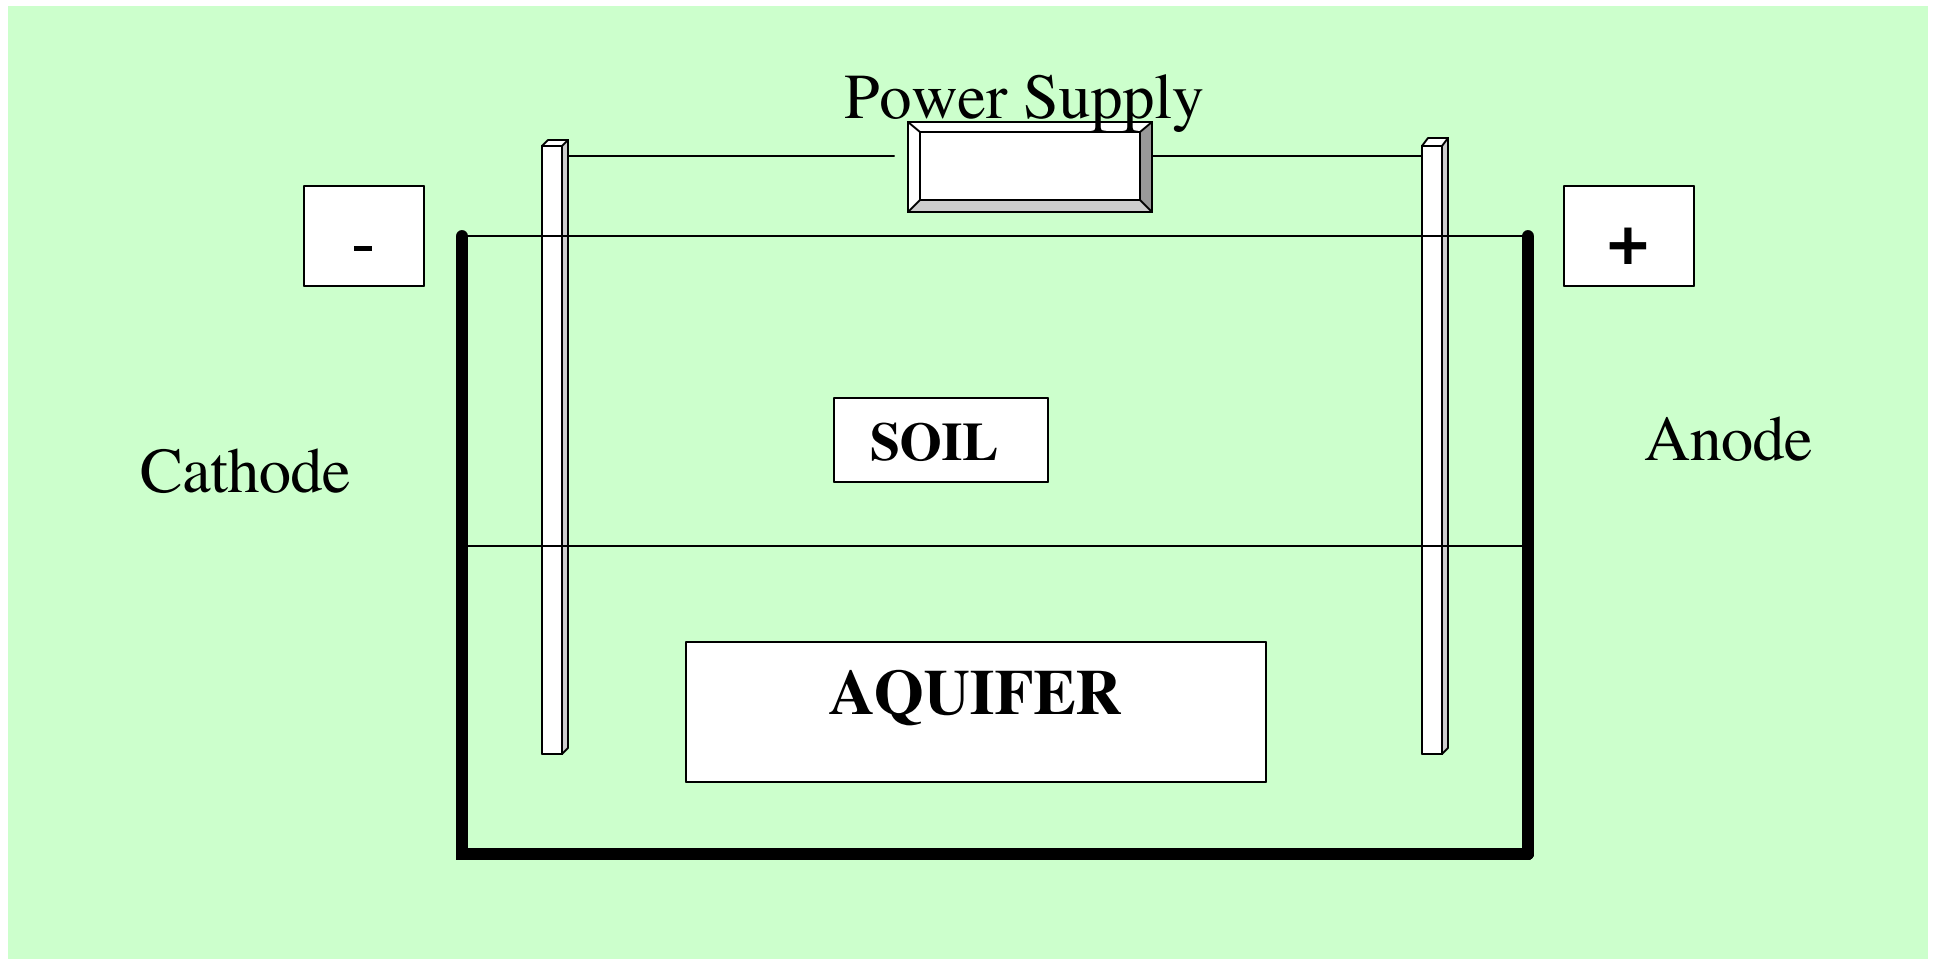 Power Supply
-
+
SOIL
Anode
Cathode
AQUIFER